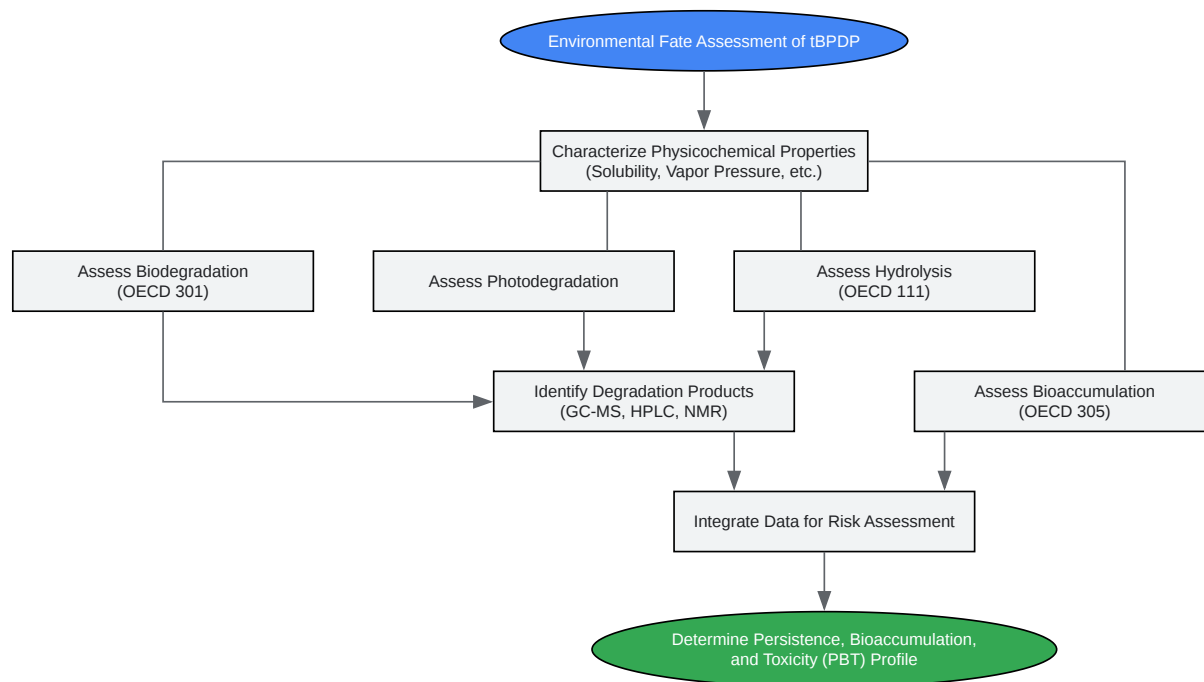 Environmental Fate Assessment of tBPDP
Characterize Physicochemical Properties
(Solubility, Vapor Pressure, etc.)
Assess Biodegradation
(OECD 301)
Assess Photodegradation
Assess Hydrolysis
(OECD 111)
Identify Degradation Products
(GC-MS, HPLC, NMR)
Assess Bioaccumulation
(OECD 305)
Integrate Data for Risk Assessment
Determine Persistence, Bioaccumulation,
and Toxicity (PBT) Profile